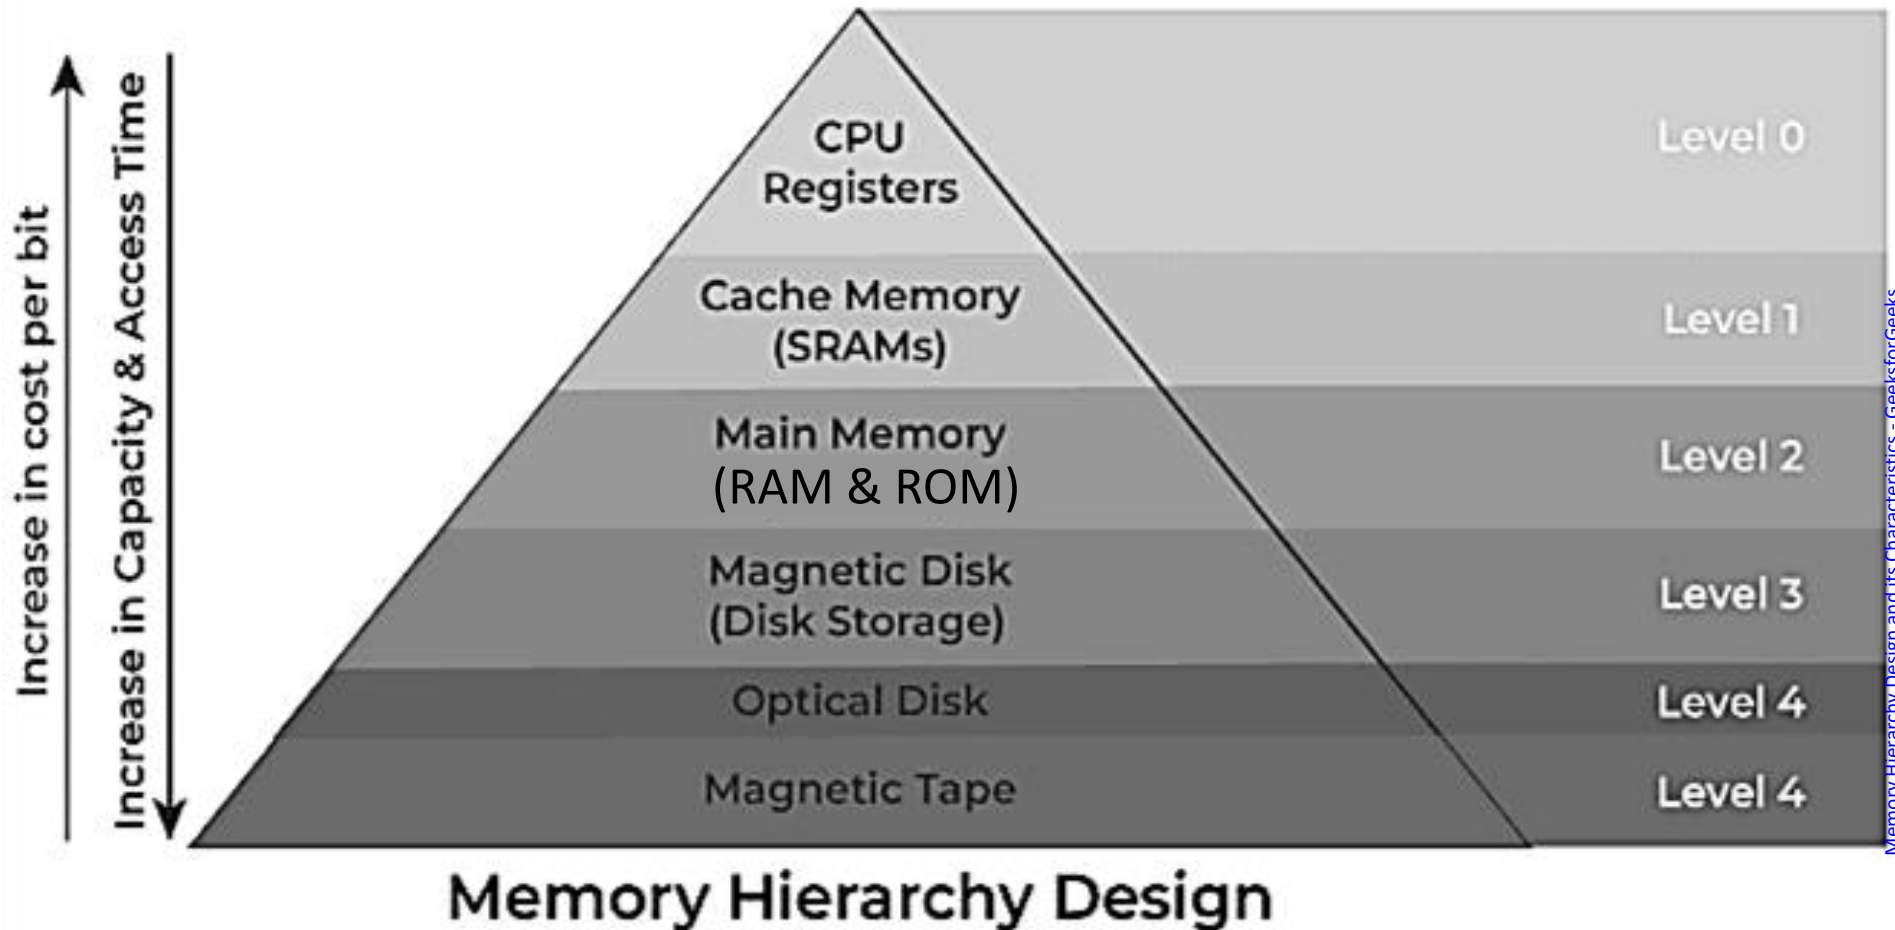 Increase in cost per bit
Increase in Capacity & Access Time
CPU
Registers
Level 0
Cache Memory
(SRAMs)
Level 1
Main Memory
(RAM & ROM)
Level 2
Magnetic Disk
(Disk Storage)
Level 3
Optical Disk
Level 4
Magnetic Tape
Level 4
Memory Hierarchy Design
Memory Hierarchy Design and its Characteristics - GeeksforGeeks